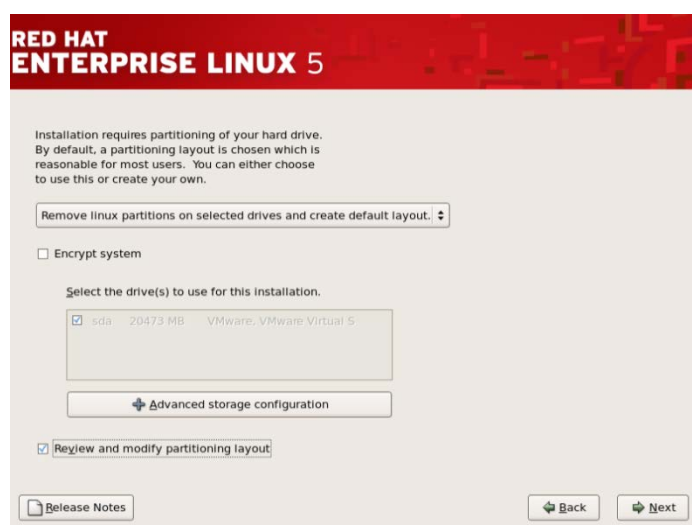 RED HAT
ENTERPRISE LINUX 5
Installation requires partitioning of your hard drive.
By default, a partitioning layout is chosen which is
reasonable for most users. You can either choose
to use this or create your own.
Remove linux partitions on selected drives and create default layout.
Encrypt system
Select the drive(s) to use for this installation.
sda 20473 MB VMware, VMware Virtual S
Advanced storage configuration
Review and modify partitioning layout
Release Notes
Back
Next